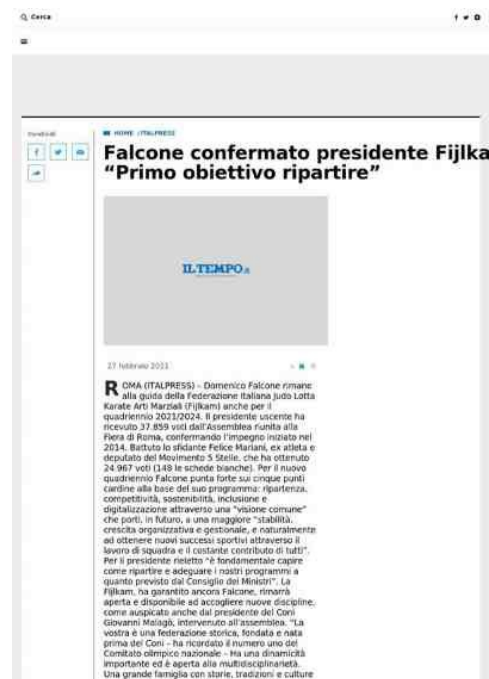 Cerca
Condividi:
HOME / ITALPRESS
Falcone confermato presidente Fijlka
“Primo obiettivo ripartire”
IL TEMPO.it
27 febbraio 2021
ROMA (ITALPRESS) – Domenico Falcone rimane
alla guida della Federazione Italiana Judo Lotta
Karate Arti Marziali (Fijlkam) anche per il
quadriennio 2021/2024. Il presidente uscente ha
ricevuto 37.859 voti dall'Assemblea riunita alla
Fiera di Roma, confermando l'impegno iniziato nel
2014. Battuto lo sfidante Felice Mariani, ex atleta e
deputato del Movimento 5 Stelle, che ha ottenuto
24.967 voti (148 le schede bianche). Per il nuovo
quadriennio Falcone punta forte sui cinque punti
cardine alla base del suo programma: ripartenza,
competitività, sostenibilità, inclusione e
digitalizzazione attraverso una “visione comune”
che porti, in futuro, a una maggiore “stabilità,
crescita organizzativa e gestionale, e naturalmente
ad ottenere nuovi successi sportivi attraverso il
lavoro di squadra e il costante contributo di tutti”.
Per il presidente rieletto “è fondamentale capire
come ripartire e adeguare i nostri programmi a
quanto previsto dal Consiglio dei Ministri”. La
Fijlkam, ha garantito ancora Falcone, rimarrà
aperta e disponibile ad accogliere nuove discipline,
come auspicato anche dal presidente del Coni
Giovanni Malagò, intervenuto all'assemblea. “La
vostra è una federazione storica, fondata e nata
prima del Coni – ha ricordato il numero uno del
Comitato olimpico nazionale – Ha una dinamicità
importante ed è aperta alla multidisciplinarietà.
Una grande famiglia con storie, tradizioni e culture